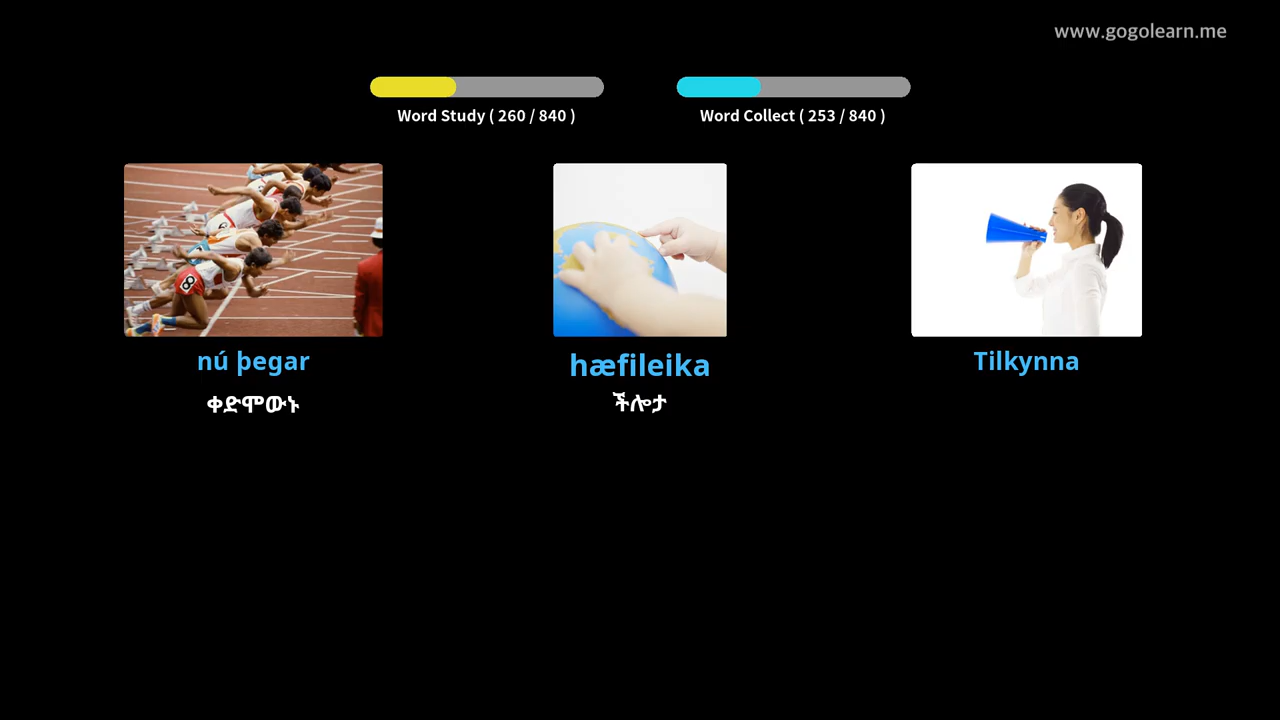 www.gogolearn.me
Word Study ( 260 / 840 )
Word Collect ( 253 / 840 )
nú þegar
ቀድሞውኑ
hæfileika
ችሎታ
Tilkynna